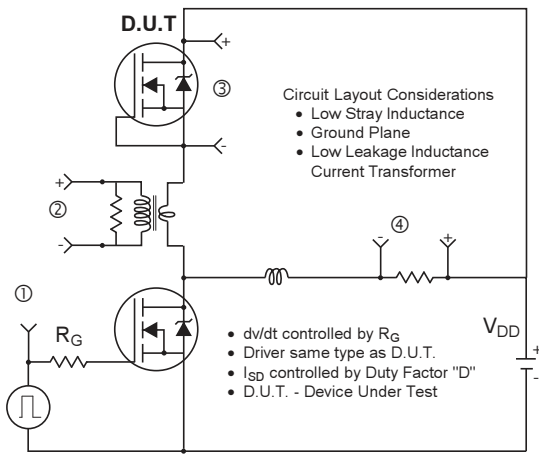 D.U.T
+
③
-
Circuit Layout Considerations
• Low Stray Inductance
• Ground Plane
• Low Leakage Inductance
Current Transformer
+
②
-
④
-
+
①
RG
• dv/dt controlled by RG
• Driver same type as D.U.T.
• ISD controlled by Duty Factor "D"
• D.U.T. - Device Under Test
VDD
+
-